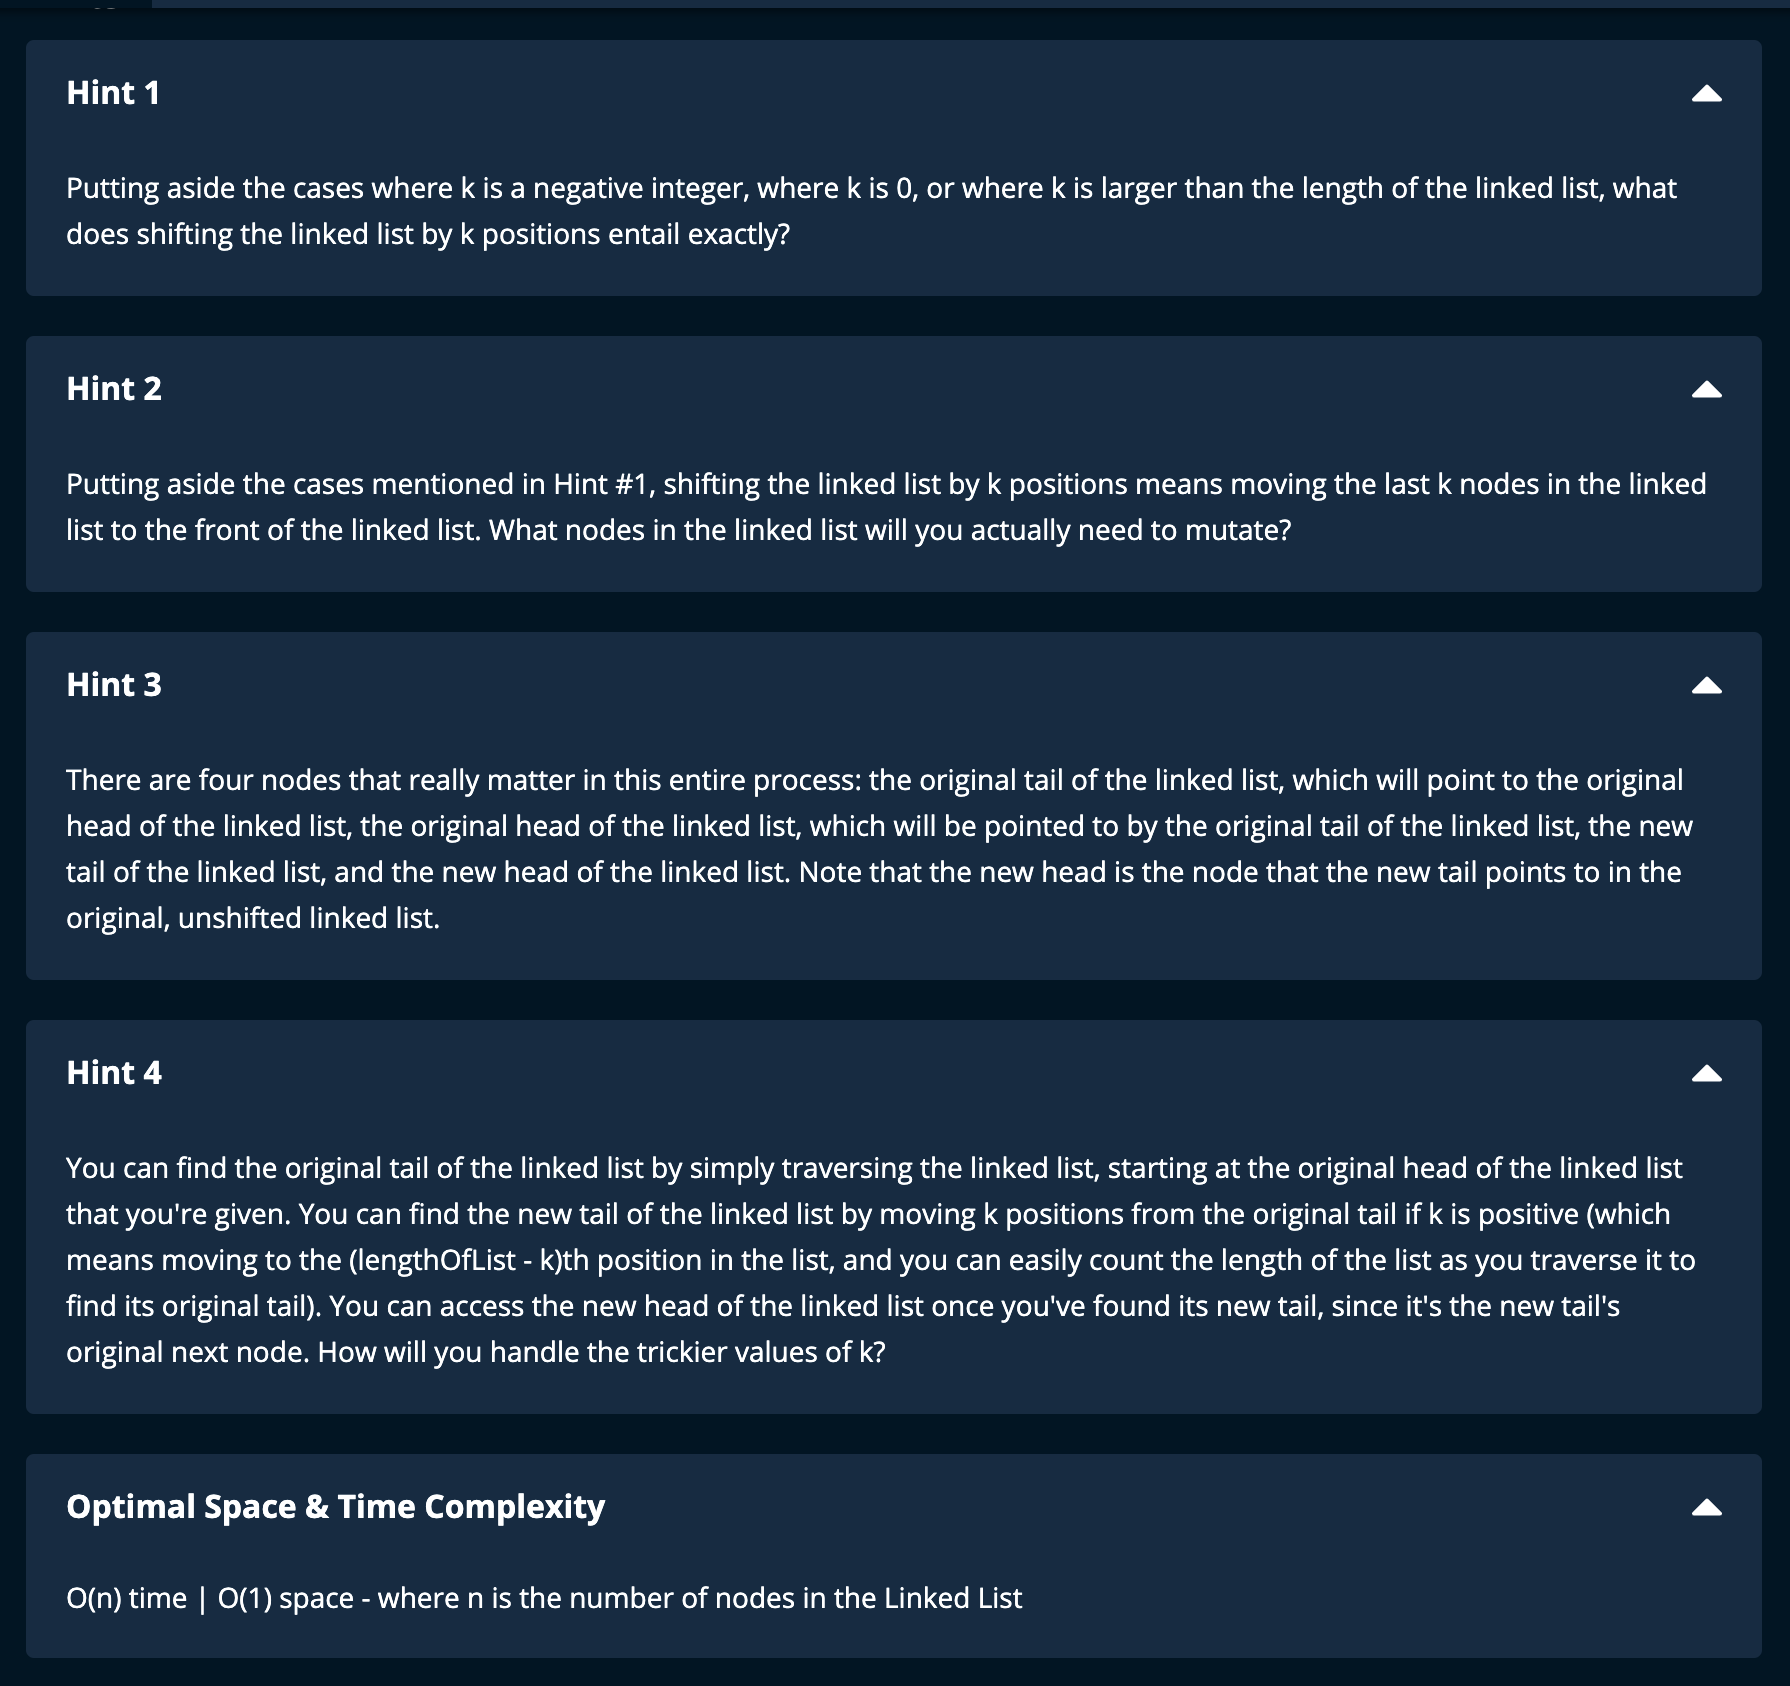 Hint 1
Putting aside the cases where k is a negative integer, where k is 0, or where k is larger than the length of the linked list, what
does shifting the linked list by k positions entail exactly?
Hint 2
Putting aside the cases mentioned in Hint #1, shifting the linked list by k positions means moving the last k nodes in the linked
list to the front of the linked list. What nodes in the linked list will you actually need to mutate?
Hint 3
There are four nodes that really matter in this entire process: the original tail of the linked list, which will point to the original
head of the linked list, the original head of the linked list, which will be pointed to by the original tail of the linked list, the new
tail of the linked list, and the new head of the linked list. Note that the new head is the node that the new tail points to in the
original, unshifted linked list.
Hint 4
You can find the original tail of the linked list by simply traversing the linked list, starting at the original head of the linked list
that you're given. You can find the new tail of the linked list by moving k positions from the original tail if k is positive (which
means moving to the (lengthOfList - k)th position in the list, and you can easily count the length of the list as you traverse it to
find its original tail). You can access the new head of the linked list once you've found its new tail, since it's the new tail's
original next node. How will you handle the trickier values of k?
Optimal Space & Time Complexity
O(n) time | O(1) space - where n is the number of nodes in the Linked List